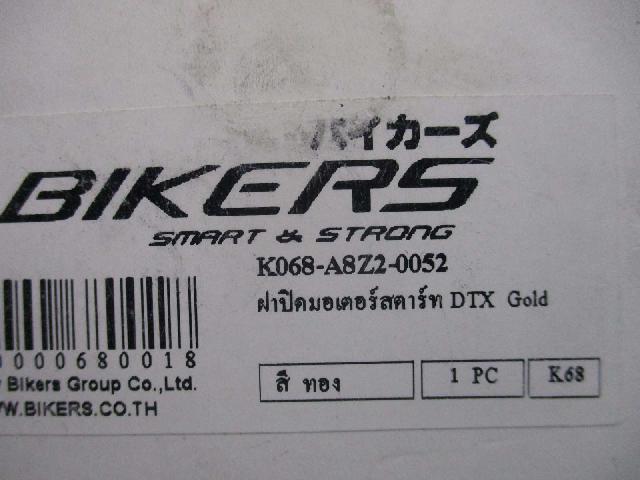 バイカーズ
BIKERS
SMART & STRONG
K068-A8Z2-0052
ฝาปิดมอเตอร์สตาร์ท DTX Gold
0000680018
Bikers Group Co.,Ltd.
WWW.BIKERS.CO.TH
สี ทอง
1 PC
K68